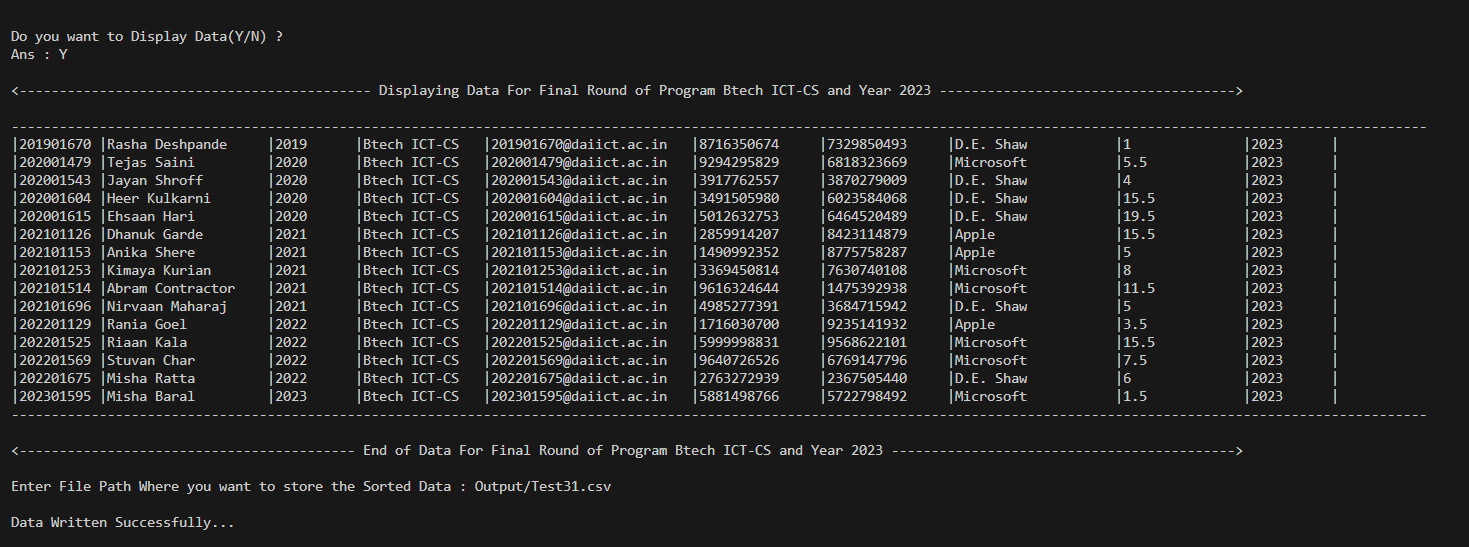 Do you want to Display Data(Y/N) ?
Ans : Y
<-------------------------------------------- Displaying Data For Final Round of Program Btech ICT-CS and Year 2023 ------------------------------------->
---------------------------------------------------------------------------------------------------------------------------------------------------------------------------------
|201901670 |Rasha Deshpande     |2019      |Btech ICT-CS   |201901670@daiict.ac.in   |8716350674     |7329850493     |D.E. Shaw           |1              |2023      |
|202001479 |Tejas Saini         |2020      |Btech ICT-CS   |202001479@daiict.ac.in   |9294295829     |6818323669     |Microsoft           |5.5            |2023      |
|202001543 |Jayan Shroff        |2020      |Btech ICT-CS   |202001543@daiict.ac.in   |3917762557     |3870279009     |D.E. Shaw           |4              |2023      |
|202001604 |Heer Kulkarni       |2020      |Btech ICT-CS   |202001604@daiict.ac.in   |3491505980     |6023584068     |D.E. Shaw           |15.5           |2023      |
|202001615 |Ehsaan Hari         |2020      |Btech ICT-CS   |202001615@daiict.ac.in   |5012632753     |6464520489     |D.E. Shaw           |19.5           |2023      |
|202101126 |Dhanuk Garde        |2021      |Btech ICT-CS   |202101126@daiict.ac.in   |2859914207     |8423114879     |Apple               |15.5           |2023      |
|202101153 |Anika Shere         |2021      |Btech ICT-CS   |202101153@daiict.ac.in   |1490992352     |8775758287     |Apple               |5              |2023      |
|202101253 |Kimaya Kurian       |2021      |Btech ICT-CS   |202101253@daiict.ac.in   |3369450814     |7630740108     |Microsoft           |8              |2023      |
|202101514 |Abram Contractor    |2021      |Btech ICT-CS   |202101514@daiict.ac.in   |9616324644     |1475392938     |Microsoft           |11.5           |2023      |
|202101696 |Nirvaan Maharaj     |2021      |Btech ICT-CS   |202101696@daiict.ac.in   |4985277391     |3684715942     |D.E. Shaw           |5              |2023      |
|202201129 |Rania Goel          |2022      |Btech ICT-CS   |202201129@daiict.ac.in   |1716030700     |9235141932     |Apple               |3.5            |2023      |
|202201525 |Riaan Kala          |2022      |Btech ICT-CS   |202201525@daiict.ac.in   |5999998831     |9568622101     |Microsoft           |15.5           |2023      |
|202201569 |Stuvan Char         |2022      |Btech ICT-CS   |202201569@daiict.ac.in   |9640726526     |6769147796     |Microsoft           |7.5            |2023      |
|202201675 |Misha Ratta         |2022      |Btech ICT-CS   |202201675@daiict.ac.in   |2763272939     |2367505440     |D.E. Shaw           |6              |2023      |
|202301595 |Misha Baral         |2023      |Btech ICT-CS   |202301595@daiict.ac.in   |5881498766     |5722798492     |Microsoft           |1.5            |2023      |
---------------------------------------------------------------------------------------------------------------------------------------------------------------------------------
<------------------------------------------ End of Data For Final Round of Program Btech ICT-CS and Year 2023 ------------------------------------------->
Enter File Path Where you want to store the Sorted Data : Output/Test31.csv
Data Written Successfully...